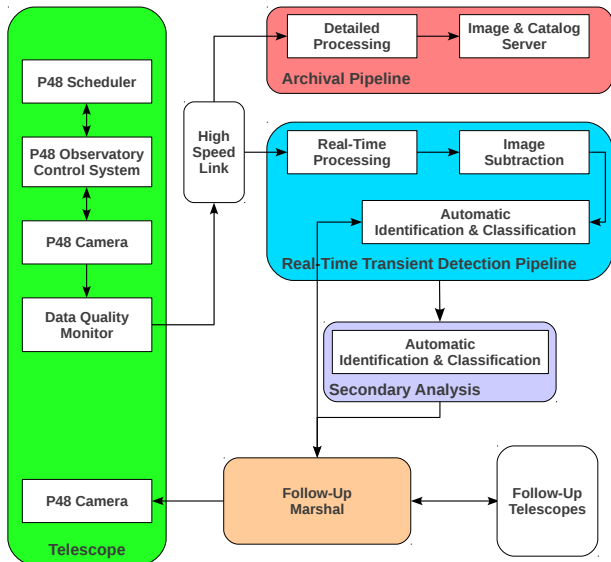 P48 Scheduler
P48 Observatory
Control System
P48 Camera
Data Quality
Monitor
P48 Camera
Telescope
High
Speed
Link
Detailed
Processing
Image & Catalog
Server
Archival Pipeline
Real-Time
Processing
Image
Subtraction
Automatic
Identification & Classification
Real-Time Transient Detection Pipeline
Automatic
Identification & Classification
Secondary Analysis
Follow-Up
Marshal
Follow-Up
Telescopes